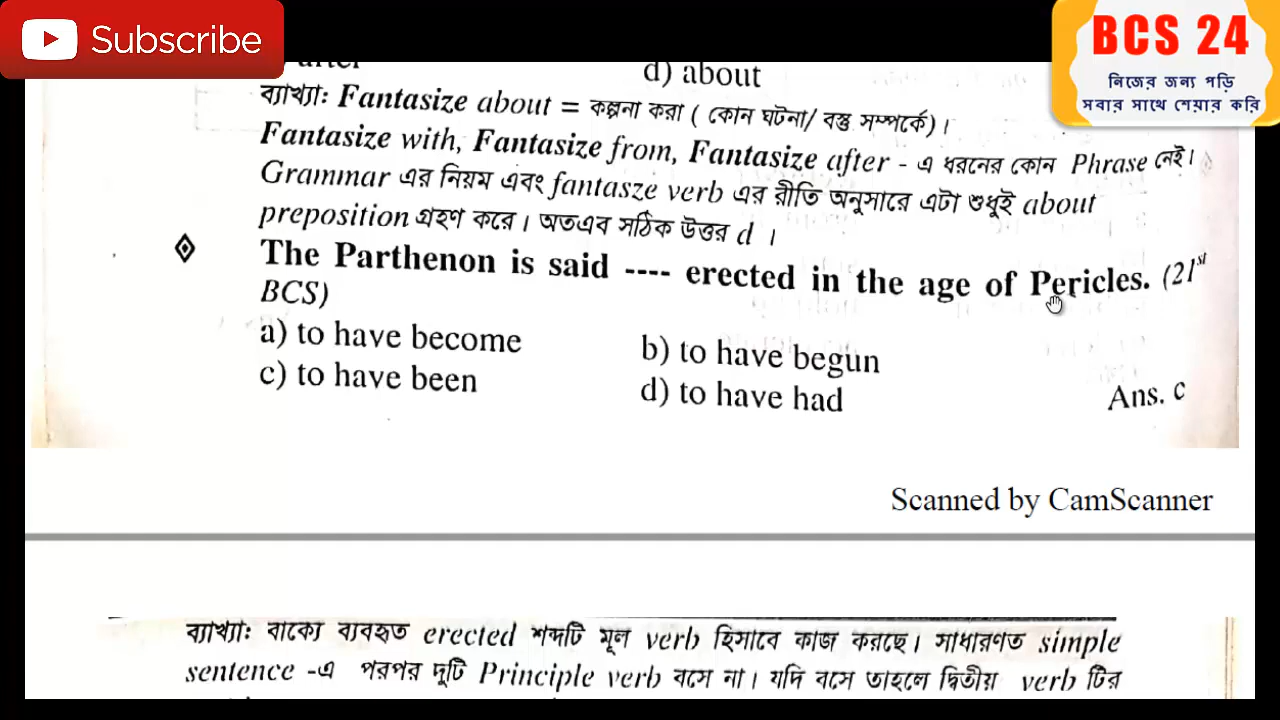 Subscribe
BCS 24
নিজের জন্য পড়ি
সবার সাথে শেয়ার করি
after d) about
ব্যাখ্যা: Fantasize about = কল্পনা করা ( কোন ঘটনা/ বস্তু সম্পর্কে)।
Fantasize with, Fantasize from, Fantasize after - এ ধরনের কোন Phrase নেই।
Grammar এর নিয়ম এবং fantasze verb এর রীতি অনুসারে এটা শুধুই about
preposition গ্রহণ করে। অতএব সঠিক উত্তর d ।
The Parthenon is said ---- erected in the age of Pericles. (21st
BCS)
a) to have become b) to have begun
c) to have been d) to have had Ans. c
Scanned by CamScanner
ব্যাখ্যা: বাক্যে ব্যবহৃত erected শব্দটি মূল verb হিসাবে কাজ করছে। সাধারণত simple
sentence -এ পরপর দুটি Principle verb বসে না। যদি বসে তাহলে দ্বিতীয় verb টির